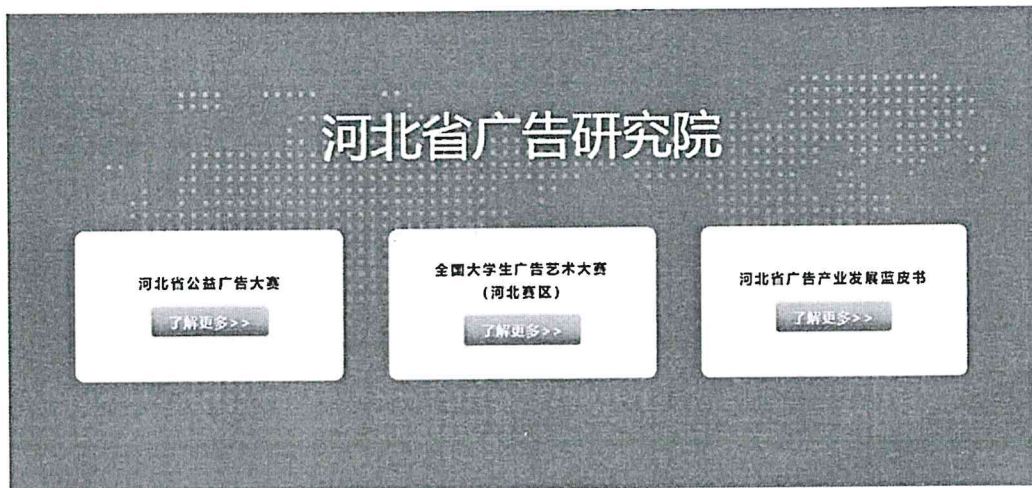 河北省广告研究院
河北省公益广告大赛
了解更多>>
全国大学生广告艺术大赛
(河北赛区)
了解更多>>
河北省广告产业发展蓝皮书
了解更多>>